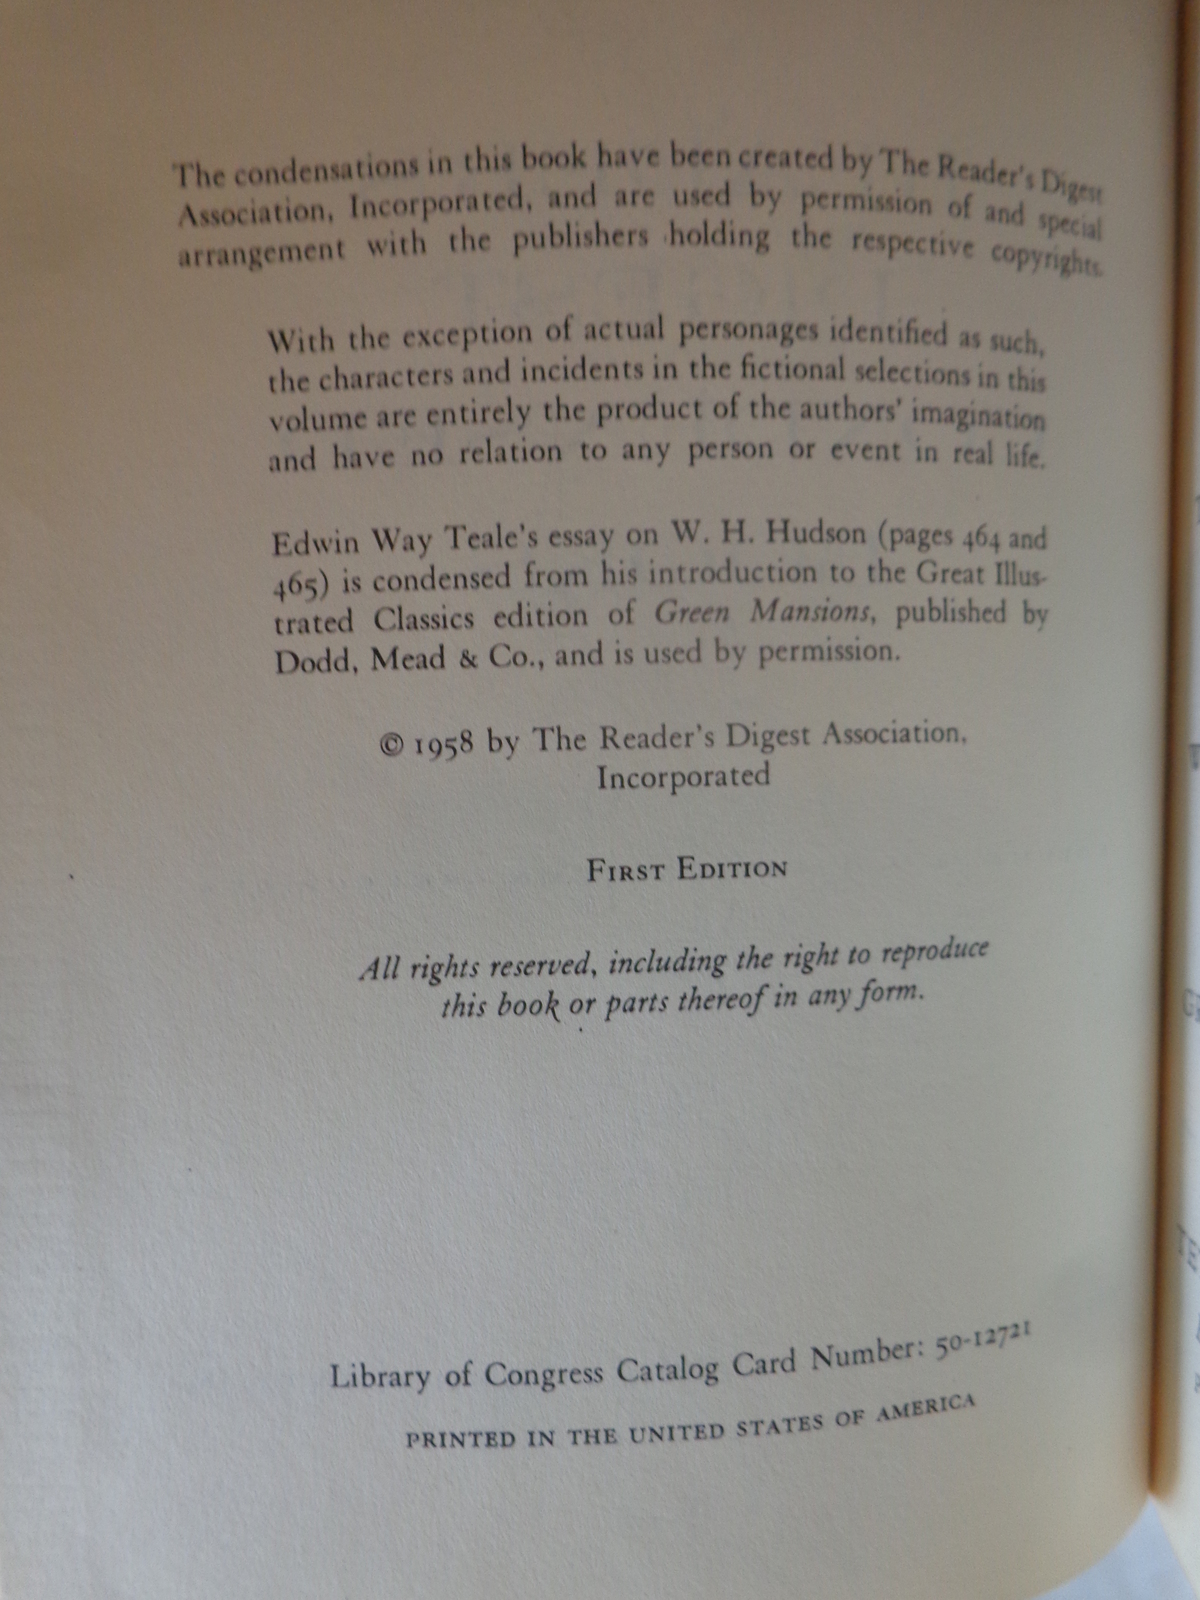 The condensations in this book have been created by The Reader's Digest
Association, Incorporated, and are used by permission of and special
arrangement with the publishers holding the respective copyrights.
With the exception of actual personages identified as such,
the characters and incidents in the fictional selections in this
volume are entirely the product of the authors' imagination
and have no relation to any person or event in real life.
Edwin Way Teale's essay on W. H. Hudson (pages 464 and
465) is condensed from his introduction to the Great Illus-
trated Classics edition of Green Mansions, published by
Dodd, Mead & Co., and is used by permission.
© 1958 by The Reader's Digest Association,
Incorporated
FIRST EDITION
All rights reserved, including the right to reproduce
this book or parts thereof in any form.
Library of Congress Catalog Card Number: 50-12721
PRINTED IN THE UNITED STATES OF AMERICA